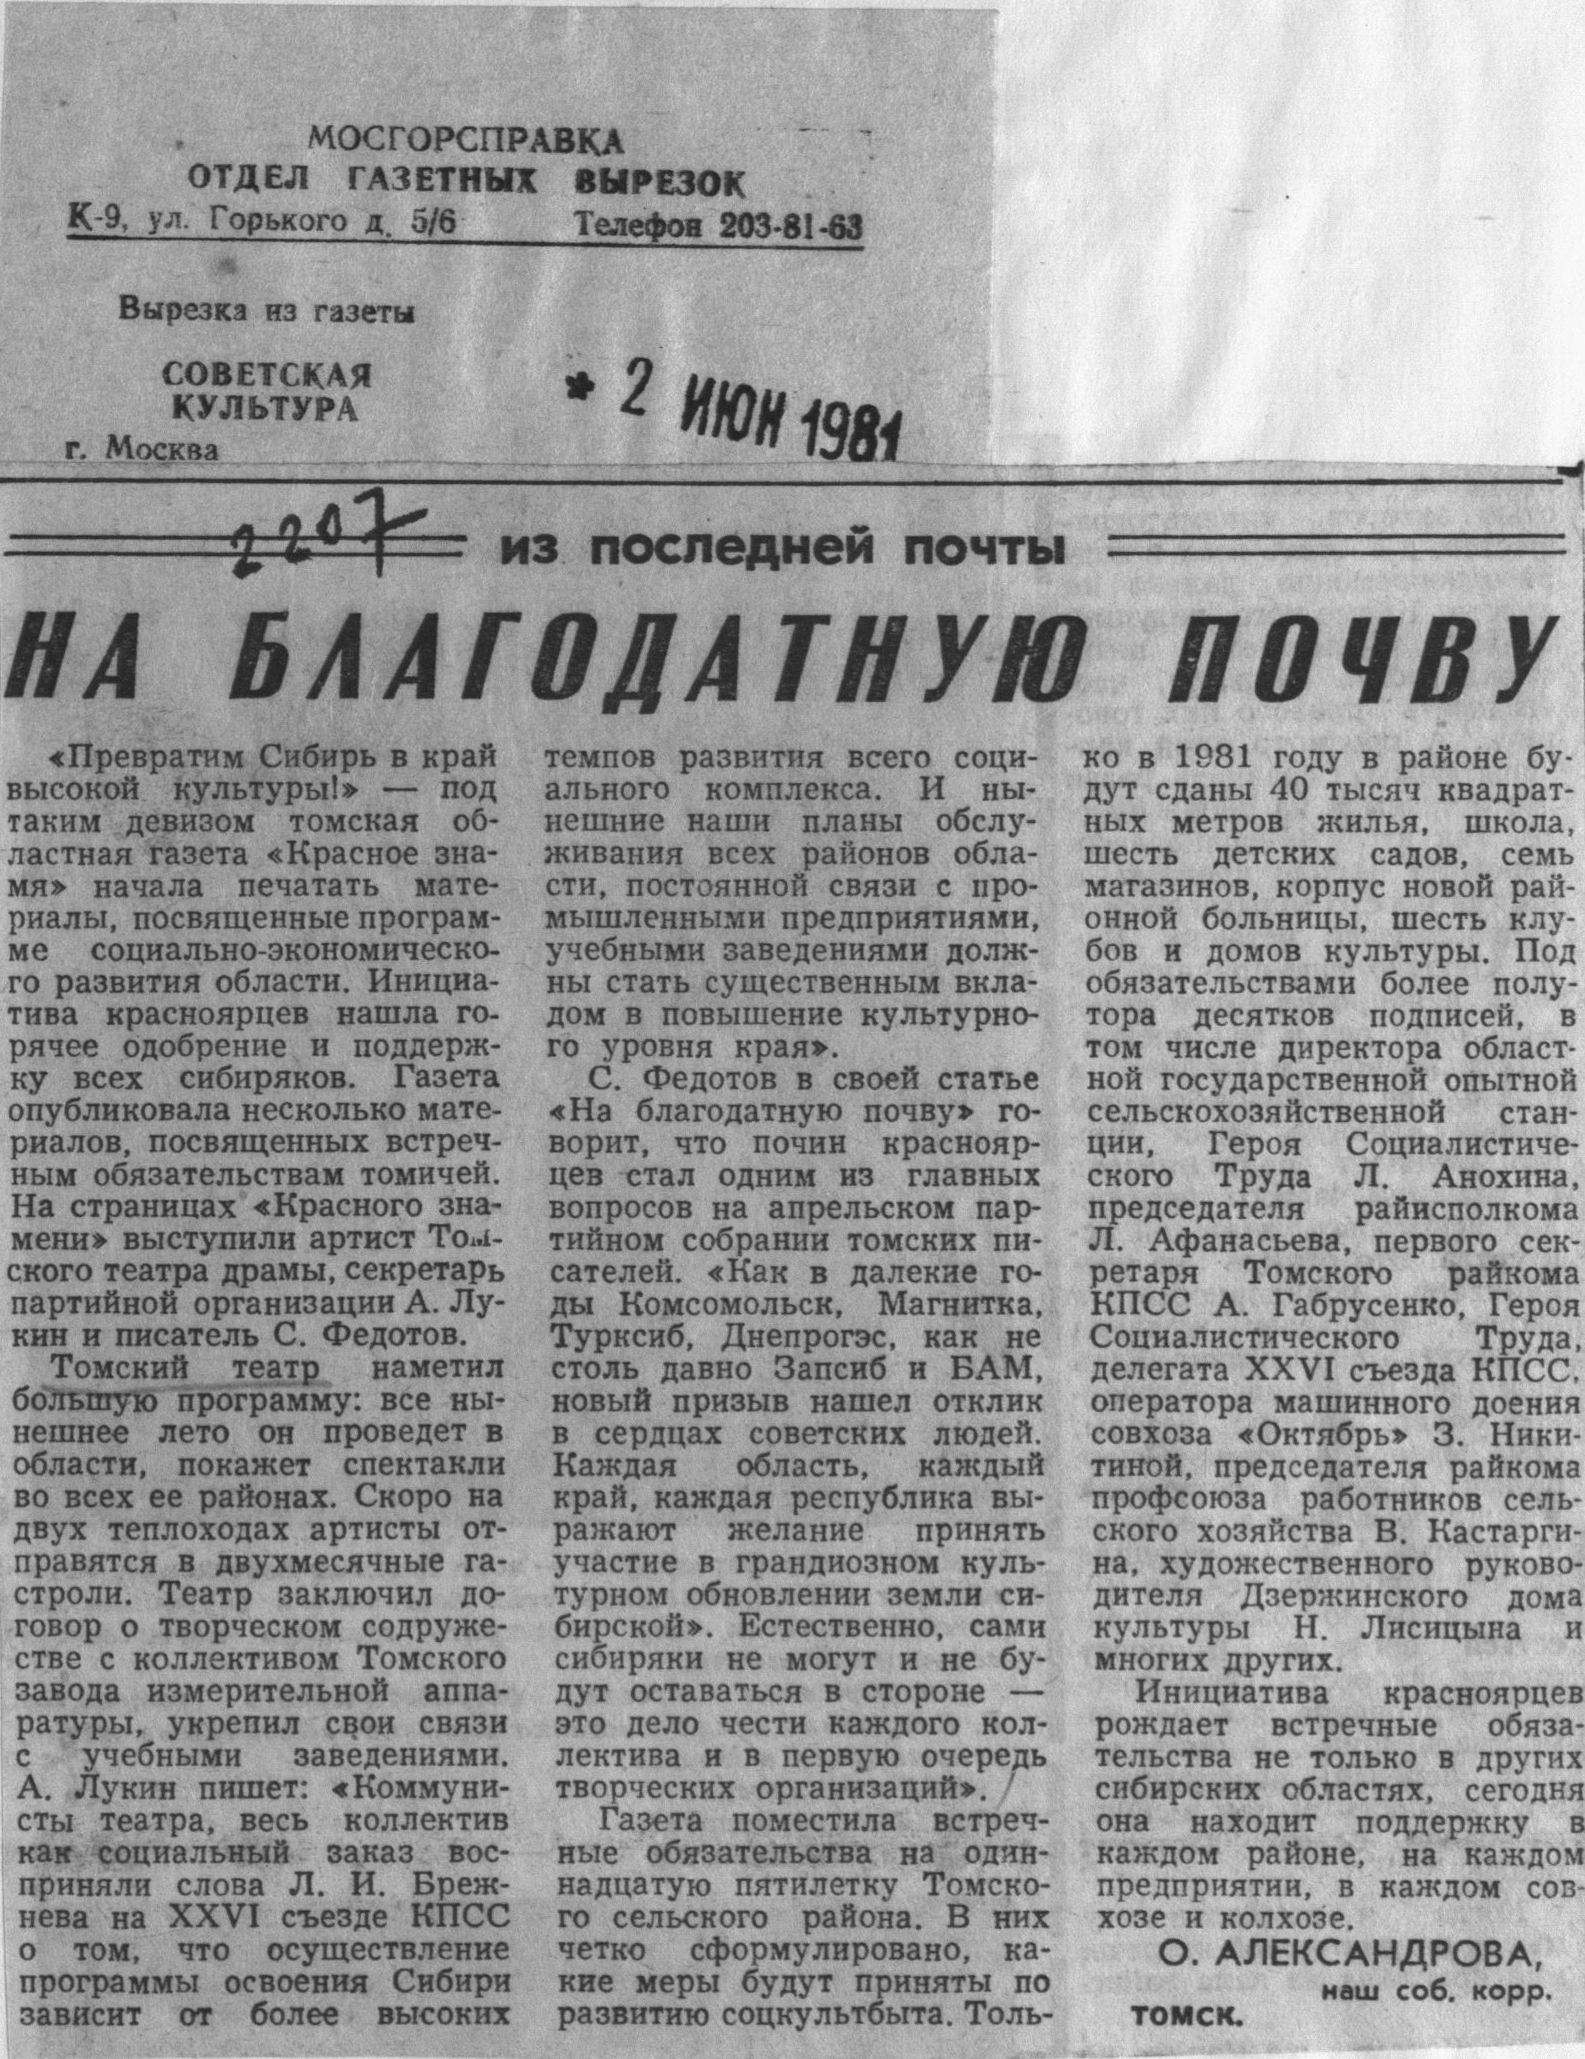 МОСГОРСПРАВКА
ОТДЕЛ ГАЗЕТНЫХ ВЫРЕЗОК
К-9, ул. Горького д. 5/6 Телефон 203-81-63
Вырезка из газеты
СОВЕТСКАЯ
КУЛЬТУРА
г. Москва
* 2 ИЮН 1981
2207
из последней почты
НА БЛАГОДАТНУЮ ПОЧВУ
«Превратим Сибирь в край
высокой культуры!» — под
таким девизом томская об-
ластная газета «Красное зна-
мя» начала печатать мате-
риалы, посвященные програм-
ме социально-экономическо-
го развития области. Инициа-
тива красноярцев нашла го-
рячее одобрение и поддерж-
ку всех сибиряков. Газета
опубликовала несколько мате-
риалов, посвященных встреч-
ным обязательствам томичей.
На страницах «Красного зна-
мени» выступили артист Том-
ского театра драмы, секретарь
партийной организации А. Лу-
кин и писатель С. Федотов.
Томский театр наметил
большую программу: все ны-
нешнее лето он проведет в
области, покажет спектакли
во всех ее районах. Скоро на
двух теплоходах артисты от-
правятся в двухмесячные га-
строли. Театр заключил до-
говор о творческом содруже-
стве с коллективом Томского
завода измерительной аппа-
ратуры, укрепил свои связи
с учебными заведениями.
А. Лукин пишет: «Коммуни-
сты театра, весь коллектив
как социальный заказ вос-
приняли слова Л. И. Бреж-
нева на XXVI съезде КПСС
о том, что осуществление
программы освоения Сибири
зависит от более высоких
темпов развития всего соци-
ального комплекса. И ны-
нешние наши планы обслу-
живания всех районов обла-
сти, постоянной связи с про-
мышленными предприятиями,
учебными заведениями долж-
ны стать существенным вкла-
дом в повышение культурно-
го уровня края».
С. Федотов в своей статье
«На благодатную почву» го-
ворит, что почин краснояр-
цев стал одним из главных
вопросов на апрельском пар-
тийном собрании томских пи-
сателей. «Как в далекие го-
ды Комсомольск, Магнитка,
Турксиб, Днепрогэс, как не
столь давно Запсиб и БАМ,
новый призыв нашел отклик
в сердцах советских людей.
Каждая область, каждый
край, каждая республика вы-
ражают желание принять
участие в грандиозном куль-
турном обновлении земли си-
бирской». Естественно, сами
сибиряки не могут и не бу-
дут оставаться в стороне —
это дело чести каждого кол-
лектива и в первую очередь
творческих организаций».
Газета поместила встреч-
ные обязательства на один-
надцатую пятилетку Томско-
го сельского района. В них
четко сформулировано, ка-
кие меры будут приняты по
развитию соцкультбыта. Толь-
ко в 1981 году в районе бу-
дут сданы 40 тысяч квадрат-
ных метров жилья, школа,
шесть детских садов, семь
магазинов, корпус новой рай-
онной больницы, шесть клу-
бов и домов культуры. Под
обязательствами более полу-
тора десятков подписей, в
том числе директора област-
ной государственной опытной
сельскохозяйственной стан-
ции, Героя Социалистиче-
ского Труда Л. Анохина,
председателя райисполкома
Л. Афанасьева, первого сек-
ретаря Томского райкома
КПСС А. Габрусенко, Героя
Социалистического Труда,
делегата XXVI съезда КПСС,
оператора машинного доения
совхоза «Октябрь» З. Ники-
тиной, председателя райкома
профсоюза работников сель-
ского хозяйства В. Кастарги-
на, художественного руково-
дителя Дзержинского дома
культуры Н. Лисицына и
многих других.
Инициатива красноярцев
рождает встречные обяза-
тельства не только в других
сибирских областях, сегодня
она находит поддержку в
каждом районе, на каждом
предприятии, в каждом сов-
хозе и колхозе.
О. АЛЕКСАНДРОВА,
наш соб. корр.
ТОМСК.